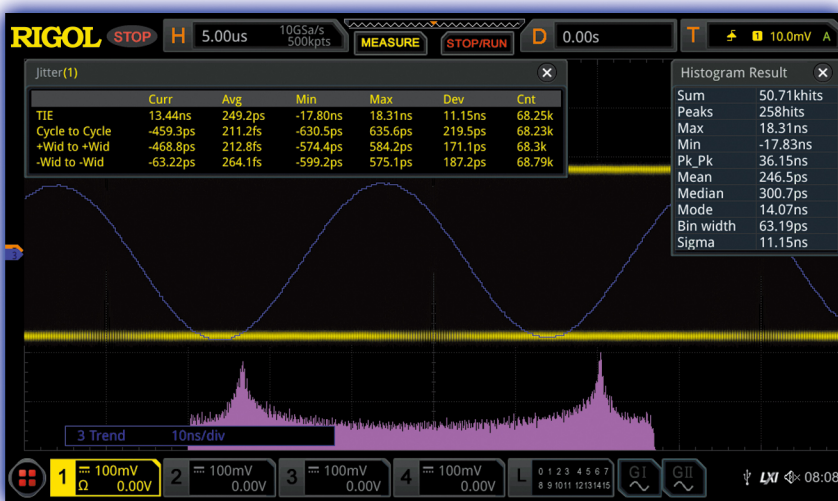 RIGOL STOP H 5.00us 10GSa/s 500kpts MEASURE STOP/RUN D 0.00s T 1 10.0mV A
Jitter(1)
Curr Avg Min Max Dev Cnt
TIE 13.44ns 249.2ps -17.80ns 18.31ns 11.15ns 68.25k
Cycle to Cycle -459.3ps 211.2fs -630.5ps 635.6ps 219.5ps 68.23k
+Wid to +Wid -468.8ps 212.8fs -574.4ps 584.2ps 171.1ps 68.3k
-Wid to -Wid -63.22ps 264.1fs -599.2ps 575.1ps 187.2ps 68.79k
Histogram Result
Sum 50.71khits
Peaks 258hits
Max 18.31ns
Min -17.83ns
Pk_Pk 36.15ns
Mean 246.5ps
Median 300.7ps
Mode 14.07ns
Bin width 63.19ps
Sigma 11.15ns
3 Trend 10ns/div
1 100mV Ω 0.00V
2 100mV 0.00V
3 100mV 0.00V
4 100mV 0.00V
L 0 1 2 3 4 5 6 7
8 9 10 11 12 13 14 15
GI GII LXI 08:08